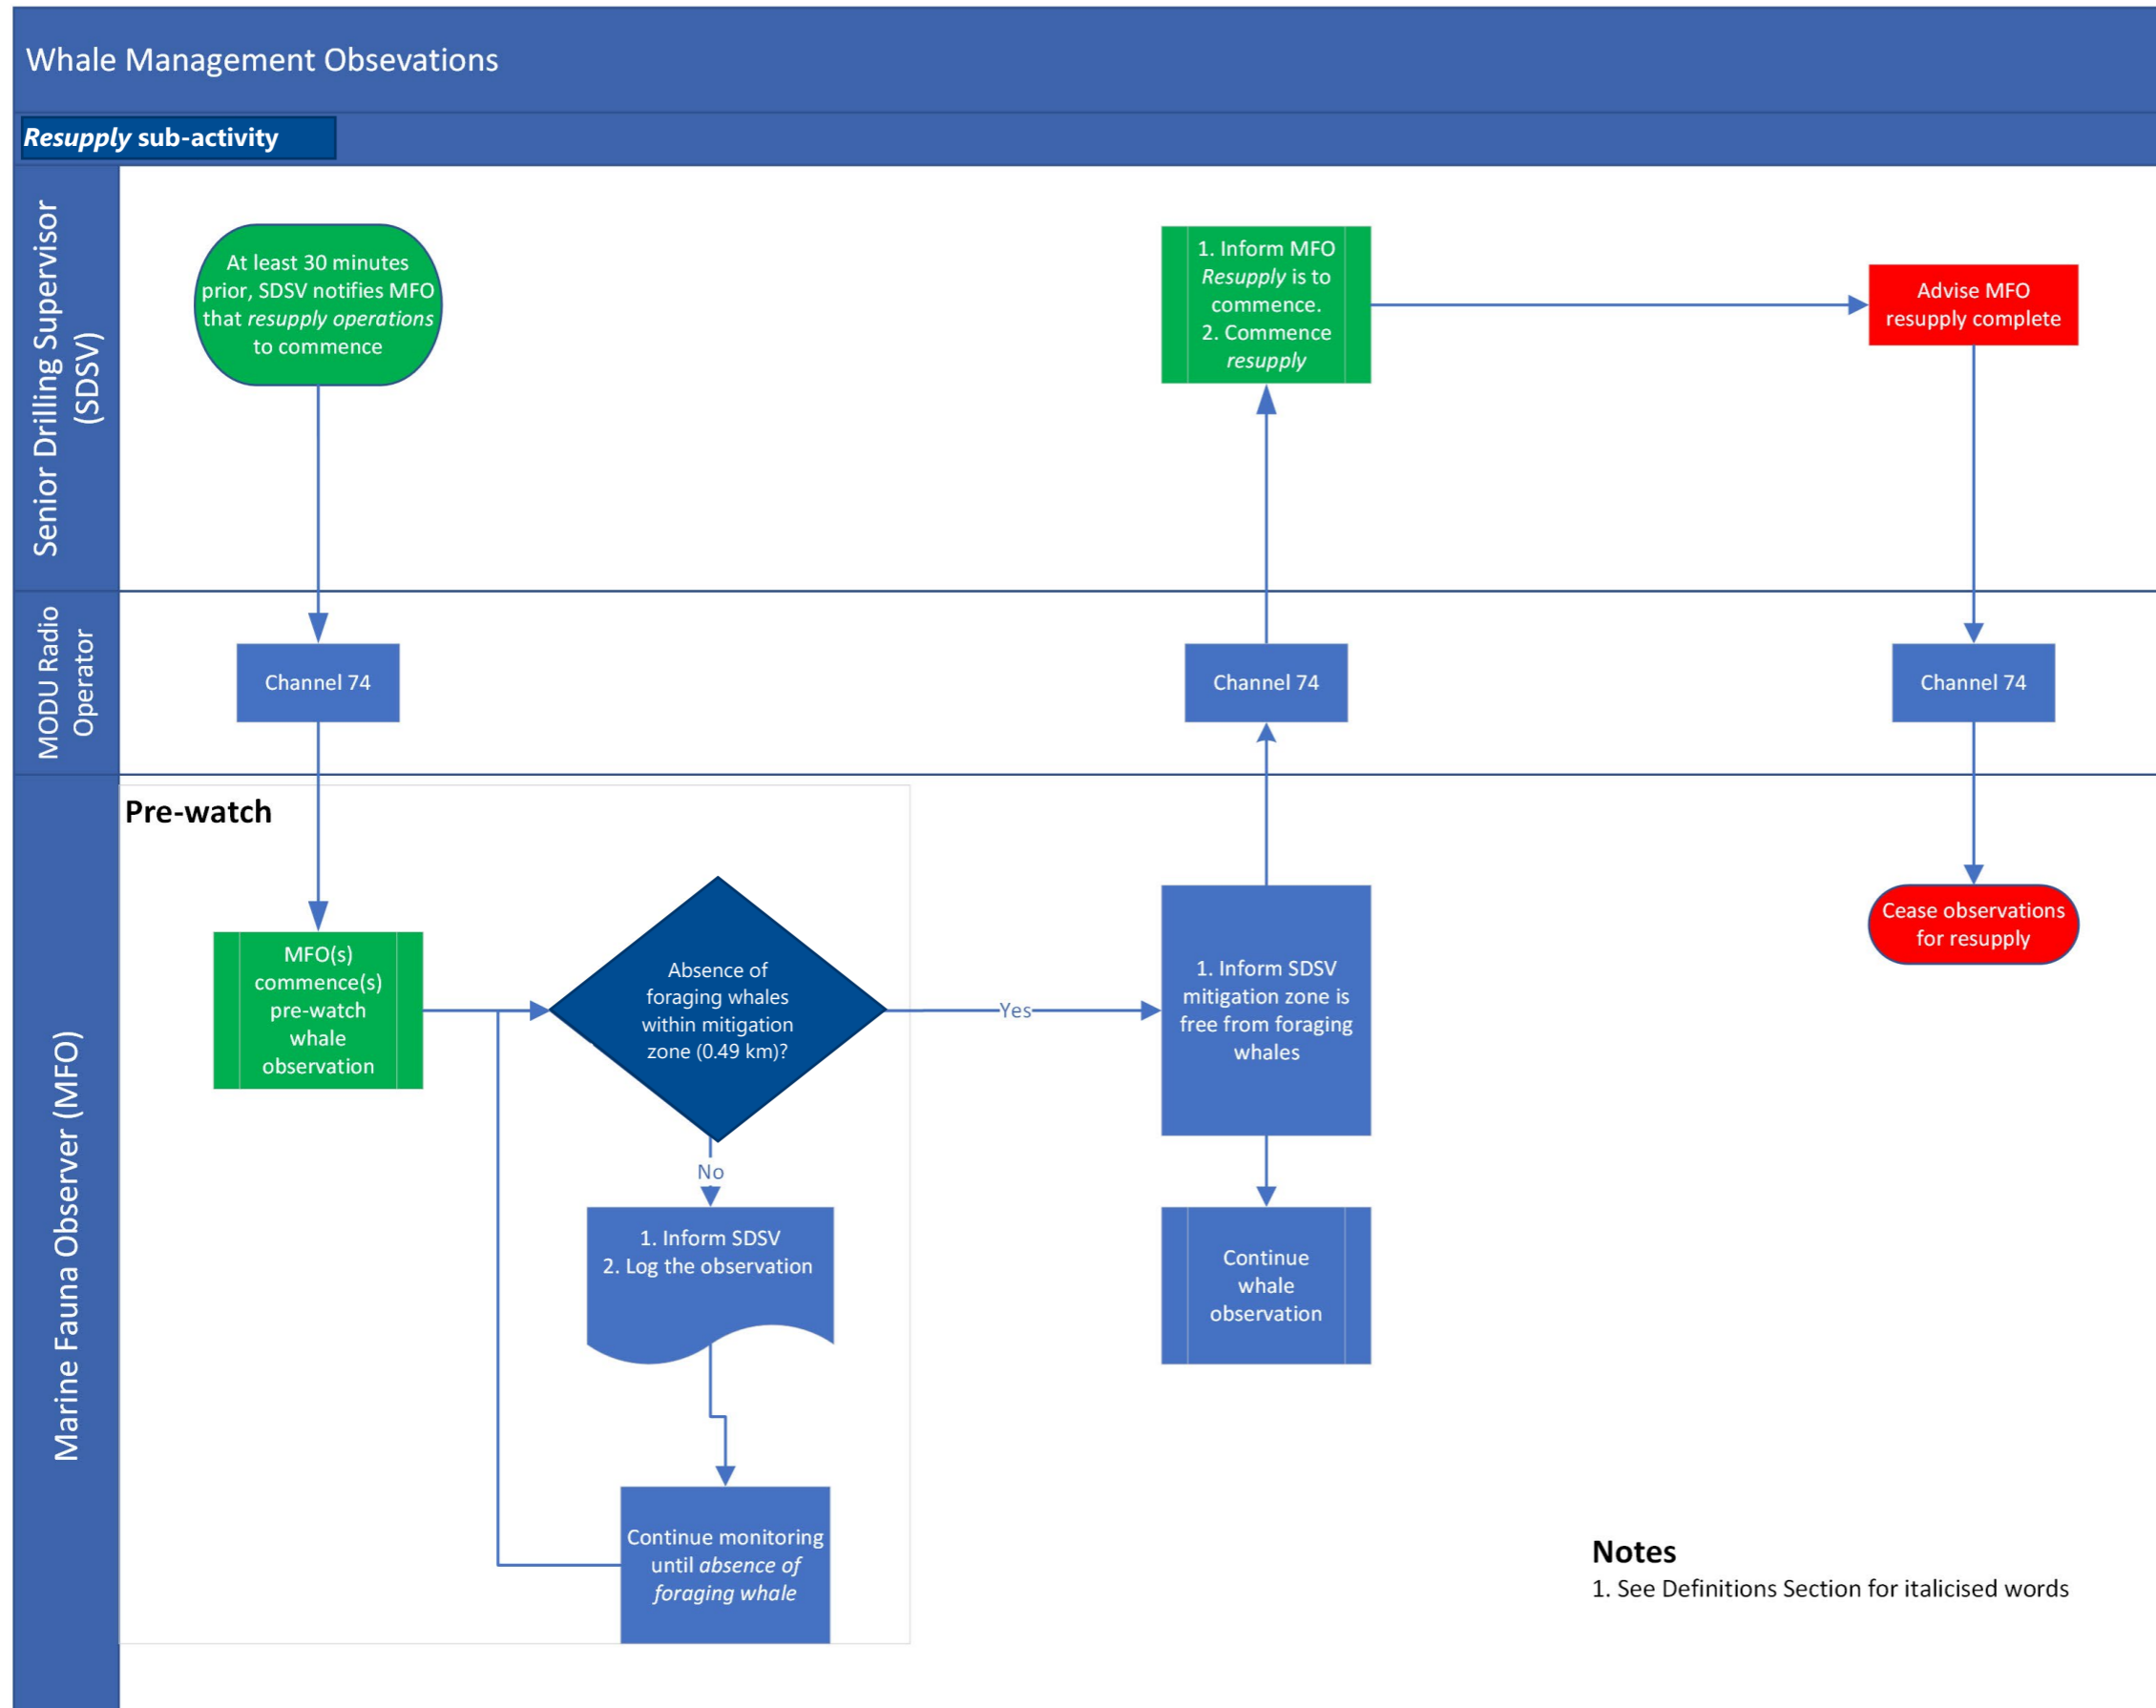 Whale Management Obsevations
Resupply sub-activity
Senior Drilling Supervisor
(SDSV)
At least 30 minutes
prior, SDSV notifies MFO
that resupply operations
to commence
1. Inform MFO
Resupply is to
commence.
2. Commence
resupply
Advise MFO
resupply complete
MODU Radio
Operator
Channel 74
Channel 74
Channel 74
Marine Fauna Observer (MFO)
Pre-watch
MFO(s)
commence(s)
pre-watch
whale
observation
Absence of
foraging whales
within mitigation
zone (0.49 km)?
Yes
No
1. Inform SDSV
2. Log the observation
Continue monitoring
until absence of
foraging whale
1. Inform SDSV
mitigation zone is
free from foraging
whales
Continue
whale
observation
Cease observations
for resupply
Notes
1. See Definitions Section for italicised words